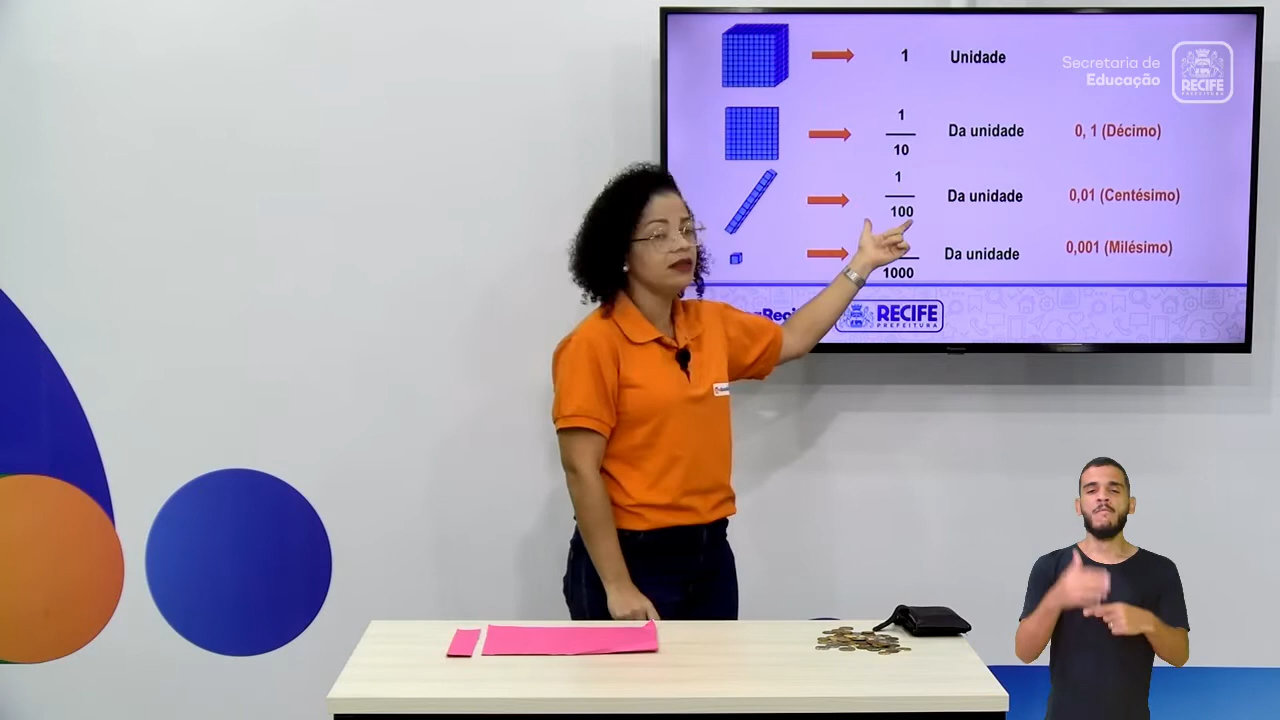 1 Unidade
Secretaria de
Educação
RECIFE
PREFEITURA
1
10
Da unidade
0, 1 (Décimo)
1
100
Da unidade
0,01 (Centésimo)
1000
Da unidade
0,001 (Milésimo)
RECIFE
PREFEITURA